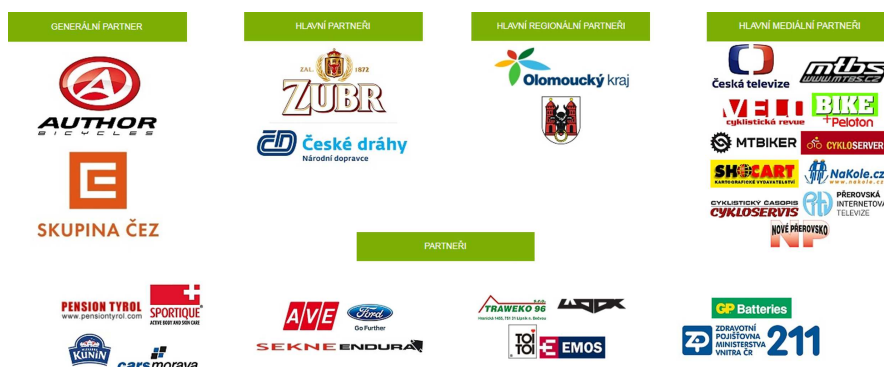 GENERÁLNÍ PARTNER
HLAVNÍ PARTNEŘI
HLAVNÍ REGIONÁLNÍ PARTNEŘI
HLAVNÍ MEDIÁLNÍ PARTNEŘI
AUTHOR
BICYCLES
SKUPINA ČEZ
ZAL. 1872
ZUBR
ČD České dráhy
Národní dopravce
Olomoucký kraj
Česká televize
mtbs
WWW.MTBS.CZ
VELO
cyklistická revue
BIKE
+Peloton
MTBIKER
CYKLOSERVER
SHOCART
KARTOGRAFICKÉ VYDAVATELSTVÍ
NaKole.cz
www.nakole.cz
CYKLISTICKÝ ČASOPIS
CYKLOSERVIS
PŘEROVSKÁ
INTERNETOVÁ
TELEVIZE
NOVÉ PŘEROVSKO
NP
PARTNEŘI
PENSION TYROL
www.pensiontyrol.com
SPORTIQUE
ACTIVE BODY AND SKIN CARE
KUNÍN
carsmorava
AVE
Ford
Go Further
SEKNE
ENDURA
s.r.o.
TRAWEKO 96
TOI
TOI
EMOS
GP Batteries
ZP
ZDRAVOTNÍ
POJIŠŤOVNA
MINISTERSTVA
VNITRA ČR
211